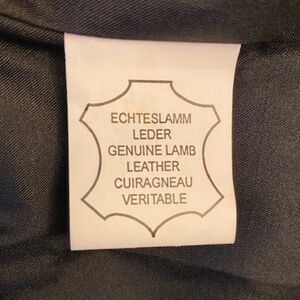 ECHTESLAMM
LEDER
GENUINE LAMB
LEATHER
CUIRAGNEAU
VERITABLE